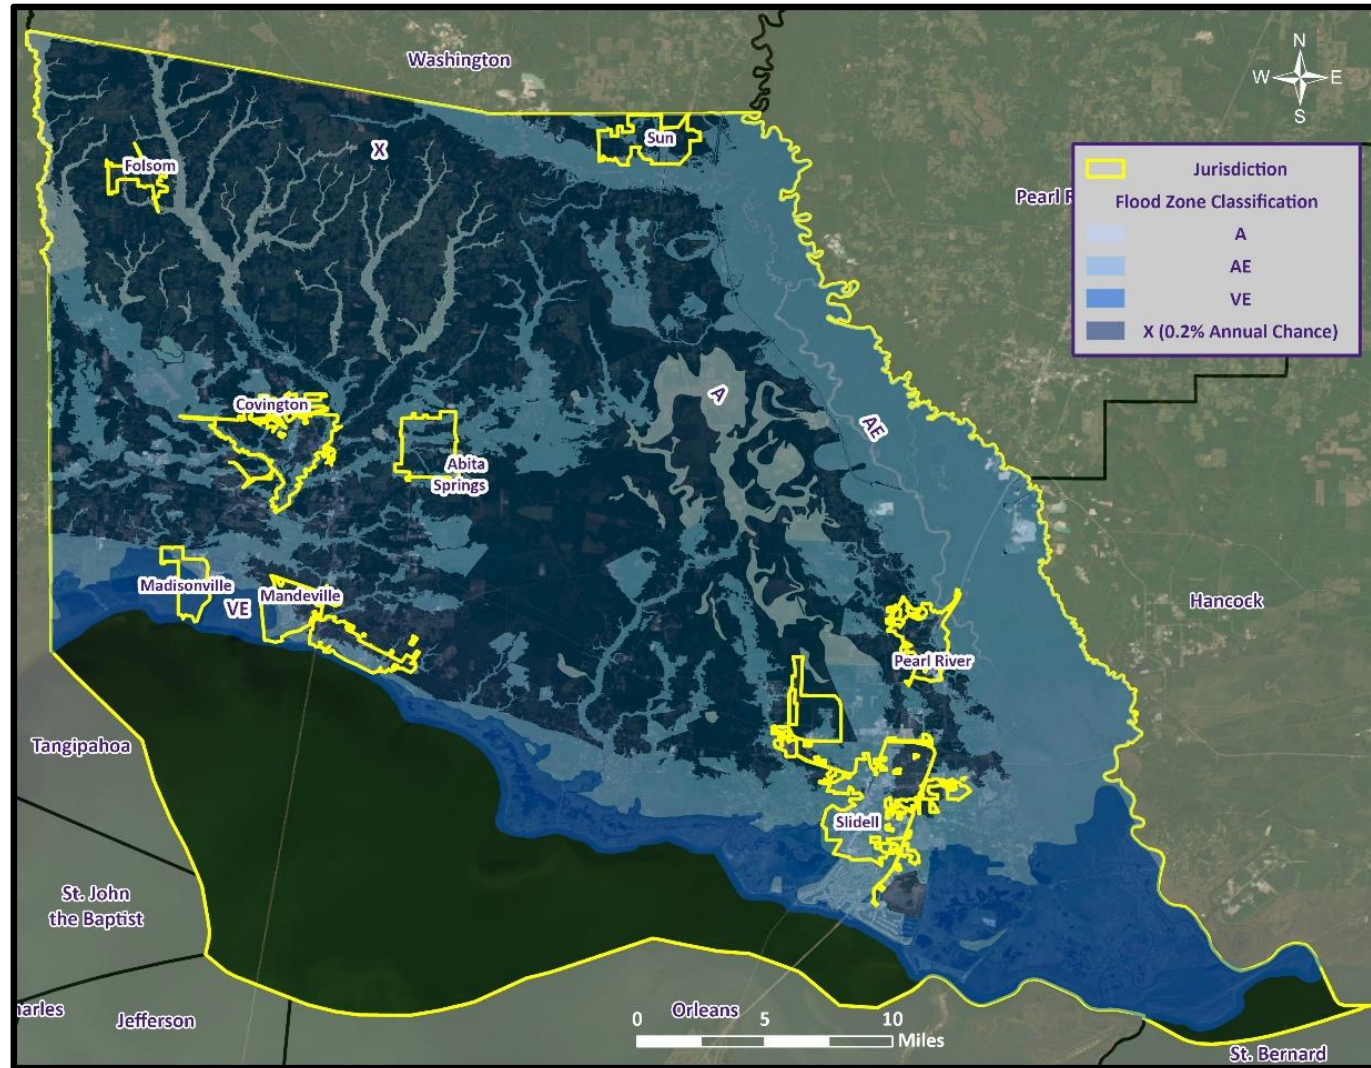 Washington
N
W E
S
Sun
X
Folsom
Jurisdiction
Flood Zone Classification
A
AE
VE
X (0.2% Annual Chance)
Pearl R
A
Covington
AE
Abita
Springs
Madisonville
Mandeville
VE
Hancock
Pearl River
Tangipahoa
Slidell
St. John
the Baptist
harles
Jefferson
Orleans
0 5 10
Miles
St. Bernard